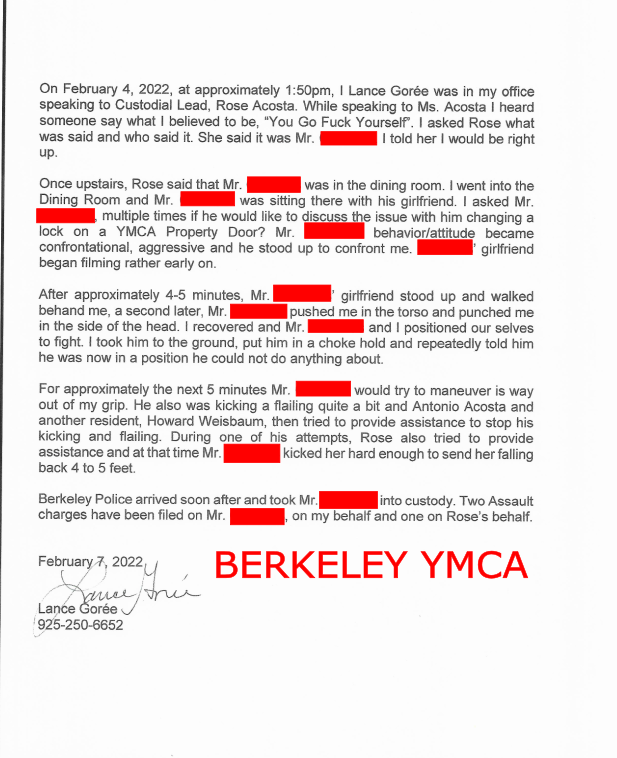 On February 4, 2022, at approximately 1:50pm, I Lance Gorée was in my office
speaking to Custodial Lead, Rose Acosta. While speaking to Ms. Acosta I heard
someone say what I believed to be, "You Go Fuck Yourself". I asked Rose what
was said and who said it. She said it was Mr. I told her I would be right
up.
Once upstairs, Rose said that Mr. was in the dining room. I went into the
Dining Room and Mr. was sitting there with his girlfriend. I asked Mr.
, multiple times if he would like to discuss the issue with him changing a
lock on a YMCA Property Door? Mr. behavior/attitude became
confrontational, aggressive and he stood up to confront me. ' girlfriend
began filming rather early on.
After approximately 4-5 minutes, Mr. ' girlfriend stood up and walked
behand me, a second later, Mr. pushed me in the torso and punched me
in the side of the head. I recovered and Mr. and I positioned our selves
to fight. I took him to the ground, put him in a choke hold and repeatedly told him
he was now in a position he could not do anything about.
For approximately the next 5 minutes Mr. would try to maneuver is way
out of my grip. He also was kicking a flailing quite a bit and Antonio Acosta and
another resident, Howard Weisbaum, then tried to provide assistance to stop his
kicking and flailing. During one of his attempts, Rose also tried to provide
assistance and at that time Mr. kicked her hard enough to send her falling
back 4 to 5 feet.
Berkeley Police arrived soon after and took Mr. into custody. Two Assault
charges have been filed on Mr. , on my behalf and one on Rose's behalf.
February 7, 2022
BERKELEY YMCA
Lance Gorée
Lance Gorée
925-250-6652